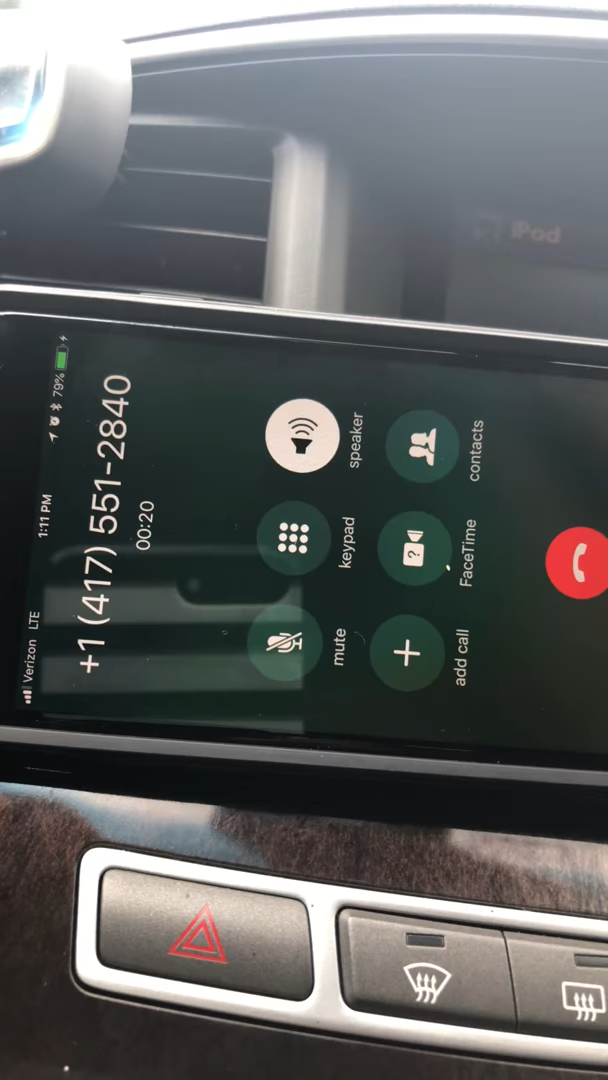 Verizon LTE 1:11 PM 79%
+1 (417) 551-2840
00:20
mute keypad speaker
add call FaceTime contacts
iPod